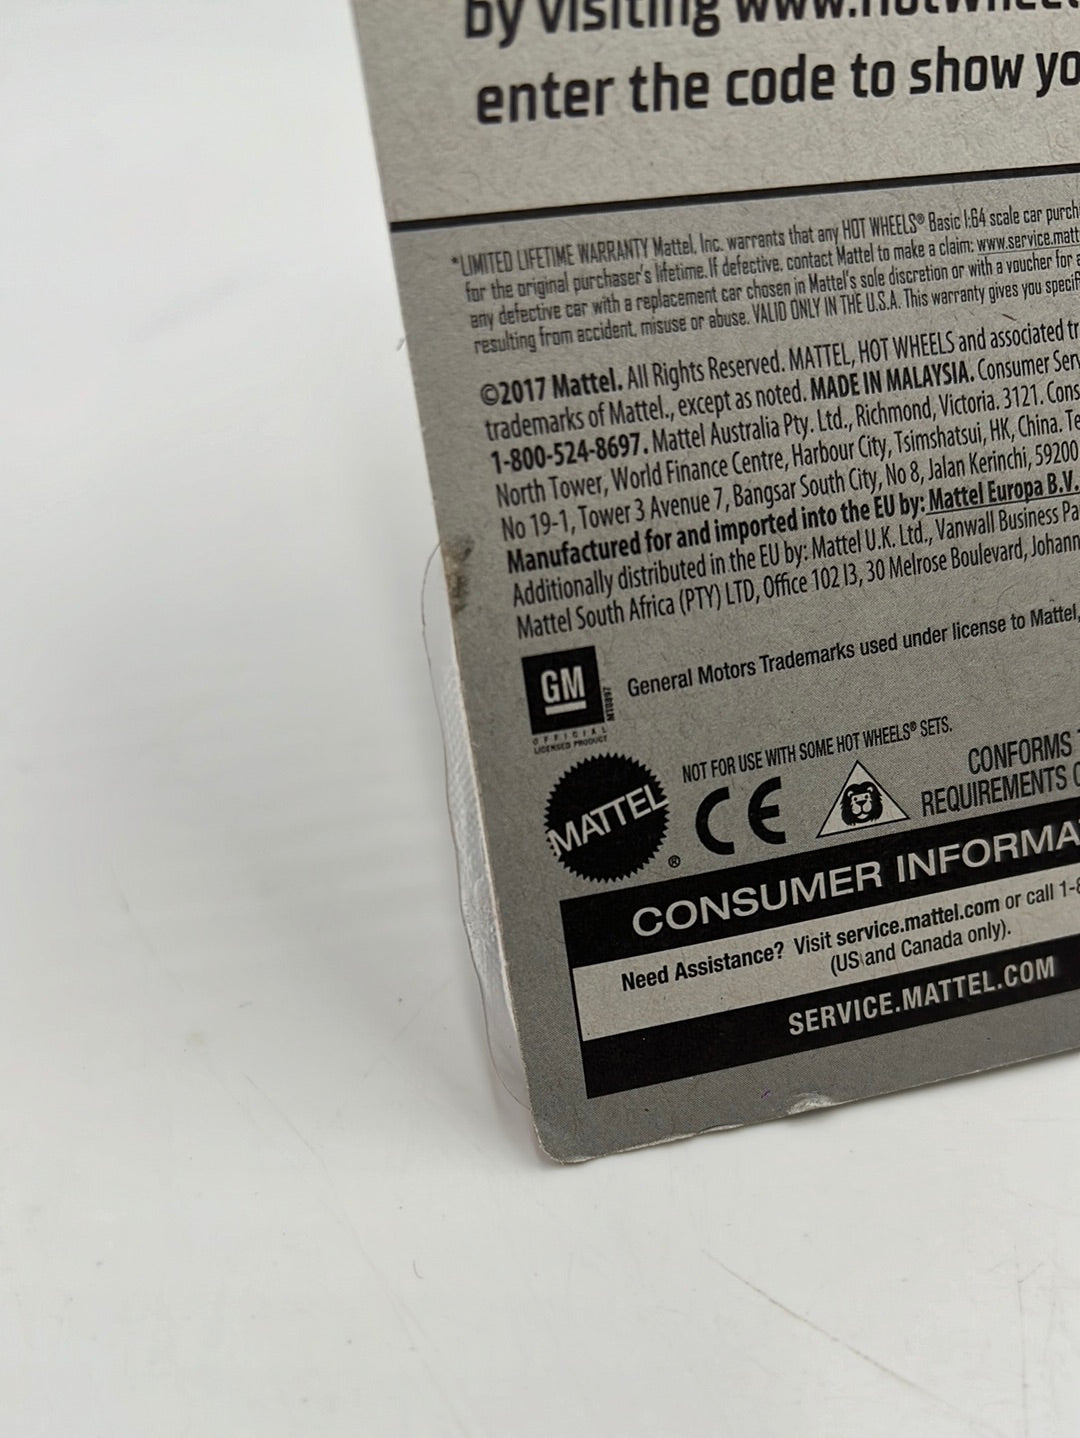 by visiting www.hotwheel
enter the code to show yo
*LIMITED LIFETIME WARRANTY Mattel, Inc. warrants that any HOT WHEELS® Basic 1:64 scale car purch
for the original purchaser's lifetime. If defective, contact Mattel to make a claim: www.service.matt
any defective car with a replacement car chosen in Mattel's sole discretion or with a voucher for
resulting from accident, misuse or abuse. VALID ONLY IN THE U.S.A. This warranty gives you specif
©2017 Mattel. All Rights Reserved. MATTEL, HOT WHEELS and associated tr
trademarks of Mattel., except as noted. MADE IN MALAYSIA. Consumer Serv
1-800-524-8697. Mattel Australia Pty. Ltd., Richmond, Victoria. 3121. Cons
North Tower, World Finance Centre, Harbour City, Tsimshatsui, HK, China. Te
No 19-1, Tower 3 Avenue 7, Bangsar South City, No 8, Jalan Kerinchi, 59200
Manufactured for and imported into the EU by: Mattel Europa B.V.
Additionally distributed in the EU by: Mattel U.K. Ltd., Vanwall Business Pa
Mattel South Africa (PTY) LTD, Office 102 I3, 30 Melrose Boulevard, Johann
GM
OFFICIAL
LICENSED PRODUCT
General Motors Trademarks used under license to Mattel,
NOT FOR USE WITH SOME HOT WHEELS® SETS.
MATTEL ®
CE
CONFORMS
REQUIREMENTS
CONSUMER INFORMA
Need Assistance? Visit service.mattel.com or call 1-8
(US and Canada only).
SERVICE.MATTEL.COM